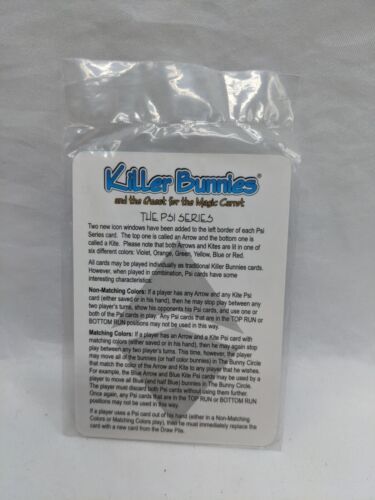 Killer Bunnies®
and the Quest for the Magic Carrot
THE PSI SERIES
Two new icon windows have been added to the left border of each Psi
Series card. The top one is called an Arrow and the bottom one is
called a Kite. Please note that both Arrows and Kites are lit in one of
six different colors: Violet, Orange, Green, Yellow, Blue or Red.
All cards may be played individually as traditional Killer Bunnies cards.
However, when played in combination, Psi cards have some
interesting characteristics:
Non-Matching Colors: If a player has any Arrow and any Kite Psi
card (either saved or in his hand), then he may stop play between any
two player's turns, show his opponents his Psi cards, and use one or
both of the Psi cards in play. Any Psi cards that are in the TOP RUN or
BOTTOM RUN positions may not be used in this way.
Matching Colors: If a player has an Arrow and a Kite Psi card with
matching colors (either saved or in his hand), then he may again stop
play between any two player's turns. This time, however, the player
may move all of the bunnies (or half color bunnies) in The Bunny Circle
that match the color of the Arrow and Kite to any player that he wishes.
For example, the Blue Arrow and Blue Kite Psi cards may be used by a
player to move all Blue (and half Blue) bunnies in The Bunny Circle.
The player must discard both Psi cards without using them further.
Once again, any Psi cards that are in the TOP RUN or BOTTOM RUN
positions may not be used in this way.
If a player uses a Psi card out of his hand (either in a Non-Matching
Colors or Matching Colors play), then he must immediately replace the
card with a new card from the Draw Pile.